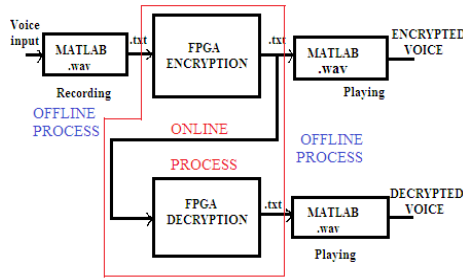 Voice
input
MATLAB
.wav
Recording
OFFLINE
PROCESS
.txt
FPGA
ENCRYPTION
.txt
MATLAB
.wav
Playing
ENCRYPTED
VOICE
ONLINE
PROCESS
OFFLINE
PROCESS
FPGA
DECRYPTION
.txt
MATLAB
.wav
Playing
DECRYPTED
VOICE